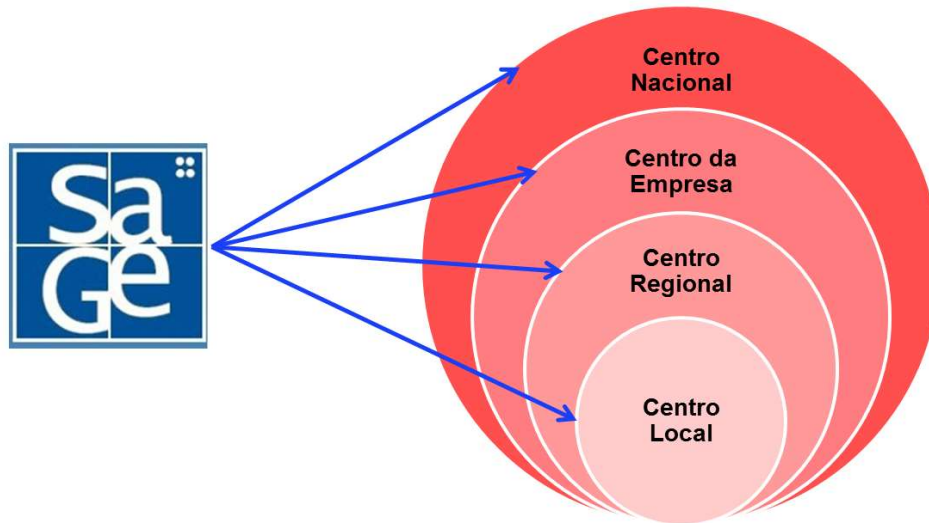 Sa
Ge
Centro
Nacional
Centro da
Empresa
Centro
Regional
Centro
Local